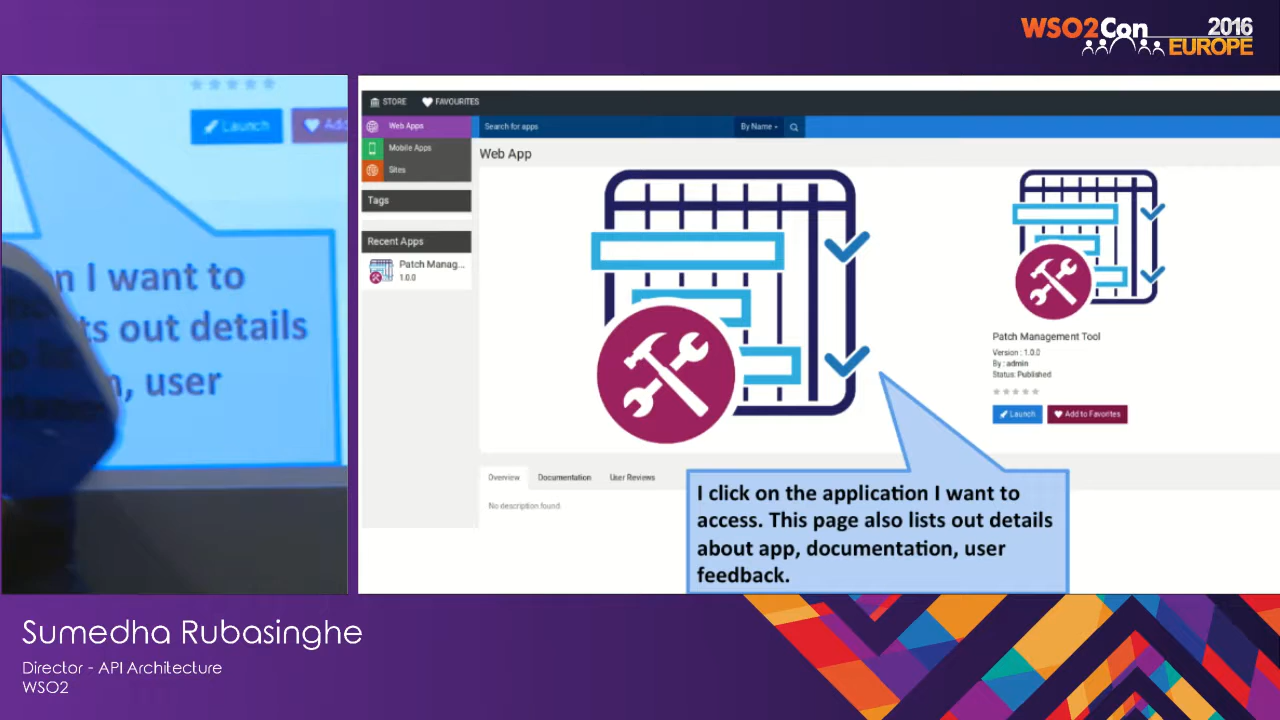 WSO2Con 2016
EUROPE
Launch
Add
n I want to
ts out details
, user
STORE
FAVOURITES
Web Apps
Mobile Apps
Sites
Tags
Recent Apps
Patch Manag...
1.0.0
Search for apps
By Name
Web App
Patch Management Tool
Version : 1.0.0
By : admin
Status: Published
Launch
Add to Favorites
Overview
Documentation
User Reviews
No description found.
I click on the application I want to
access. This page also lists out details
about app, documentation, user
feedback.
Sumedha Rubasinghe
Director - API Architecture
WSO2